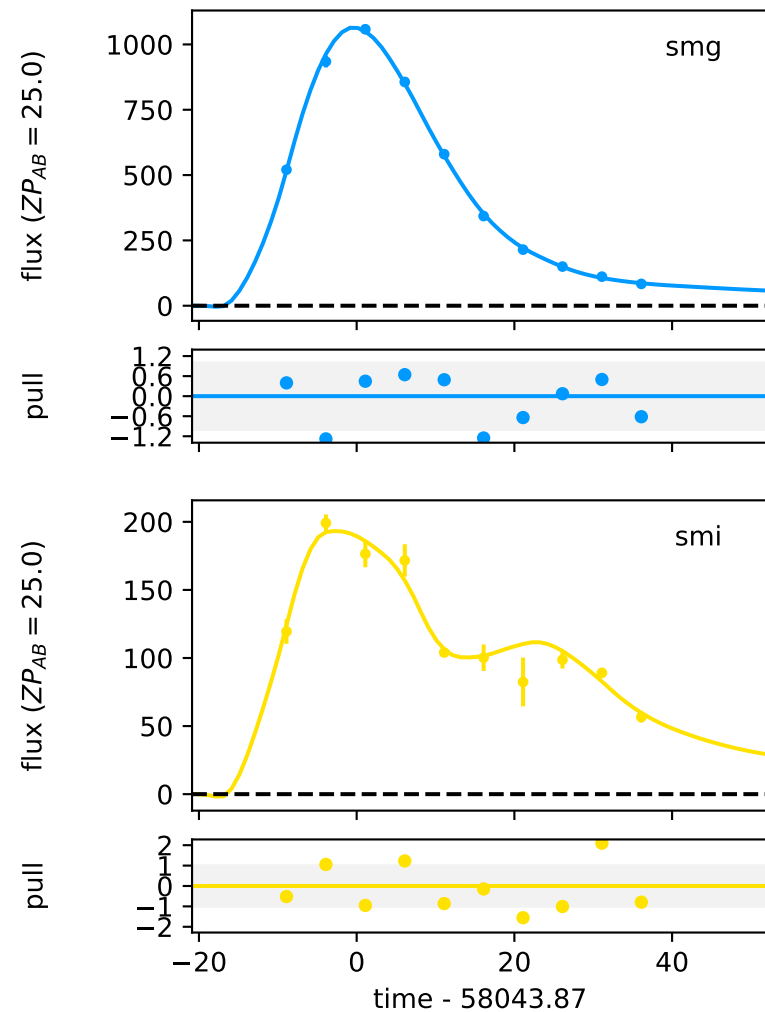 smg
flux (ZP_AB = 25.0)
1000
750
500
250
0
pull
1.2
0.6
0.0
−0.6
−1.2
smi
flux (ZP_AB = 25.0)
200
150
100
50
0
pull
2
1
0
−1
−2
−20 0 20 40
time - 58043.87